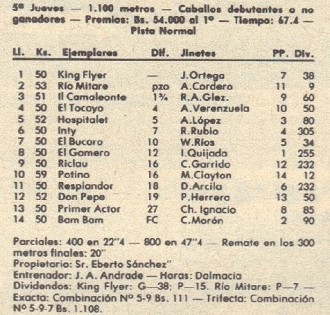 5ª Jueves — 1.100 metros — Caballos debutantes o no
ganadores — Premios: Bs. 54.000 al 1º — Tiempo: 67.4 —
Pista Normal
Ll. Ks. Ejemplares Dif. Jinetes PP. Div.
1 50 King Flyer — J.Ortega 7 38
2 53 Río Mitare pzo A.Cordero 11 9
3 51 Il Camaleonte 1¾ R.A.Glez. 9 60
4 50 El Tocayo 4 A.Verenzuela 10 50
5 52 Hospitalet 5 A.López 3 80
6 50 Inty 7 R.Rubio 4 305
7 50 El Bucaro 10 W.Ríos 5 34
8 50 El Gomero 12 I.Quijada 1 255
9 50 Riclau 16 C.Garrido 12 232
10 59 Potino 16 M.Clayton 14 12
11 50 Resplandor 18 D.Arcila 6 232
12 52 Don Pepe 19 P.Herrera 13 50
13 50 Primer Actor 27 Ch. Ignacio 8 85
14 50 Bam Bam FC C.Morón 2 90
Parciales: 400 en 22"4 — 800 en 47"4 — Remate en los 300
metros finales: 20"
Propietario: Sr. Eberto Sánchez"
Entrenador: J. A. Andrade — Haras: Dalmacia
Dividendos: King Flyer: G—38; P—15. Río Mitare: P—7 —
Exacta: Combinación Nº 5-9 Bs. 111 — Trifecta: Combinación
Nº 5-9-7 Bs. 1.108.